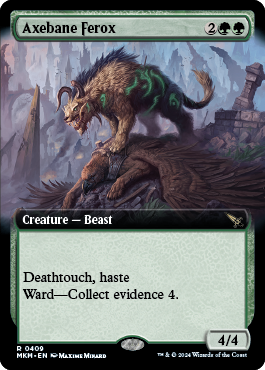 Axebane Ferox 2
Creature — Beast
Deathtouch, haste
Ward—Collect evidence 4.
R 0409
MKM • EN Maxime Minard
™ & © 2024 Wizards of the Coast
4/4